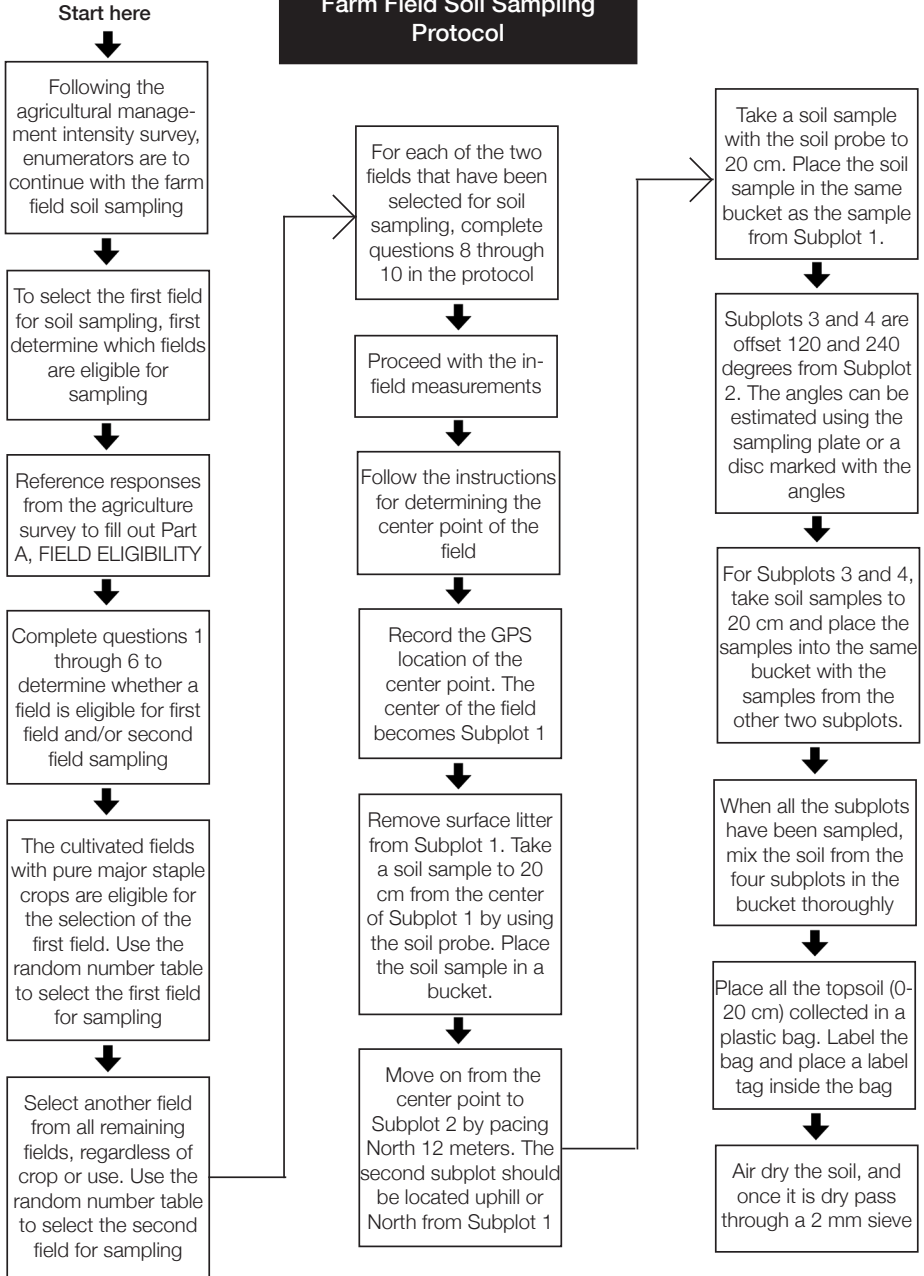 Farm Field Soil Sampling
Protocol
Start here
Following the
agricultural manage-
ment intensity survey,
enumerators are to
continue with the farm
field soil sampling
To select the first field
for soil sampling, first
determine which fields
are eligible for
sampling
Reference responses
from the agriculture
survey to fill out Part
A, FIELD ELIGIBILITY
Complete questions 1
through 6 to
determine whether a
field is eligible for first
field and/or second
field sampling
The cultivated fields
with pure major staple
crops are eligible for
the selection of the
first field. Use the
random number table
to select the first field
for sampling
Select another field
from all remaining
fields, regardless of
crop or use. Use the
random number table
to select the second
field for sampling
For each of the two
fields that have been
selected for soil
sampling, complete
questions 8 through
10 in the protocol
Proceed with the in-
field measurements
Follow the instructions
for determining the
center point of the
field
Record the GPS
location of the
center point. The
center of the field
becomes Subplot 1
Remove surface litter
from Subplot 1. Take
a soil sample to 20
cm from the center
of Subplot 1 by using
the soil probe. Place
the soil sample in a
bucket.
Move on from the
center point to
Subplot 2 by pacing
North 12 meters. The
second subplot should
be located uphill or
North from Subplot 1
Take a soil sample
with the soil probe to
20 cm. Place the soil
sample in the same
bucket as the sample
from Subplot 1.
Subplots 3 and 4 are
offset 120 and 240
degrees from Subplot
2. The angles can be
estimated using the
sampling plate or a
disc marked with the
angles
For Subplots 3 and 4,
take soil samples to
20 cm and place the
samples into the same
bucket with the
samples from the
other two subplots.
When all the subplots
have been sampled,
mix the soil from the
four subplots in the
bucket thoroughly
Place all the topsoil (0-
20 cm) collected in a
plastic bag. Label the
bag and place a label
tag inside the bag
Air dry the soil, and
once it is dry pass
through a 2 mm sieve